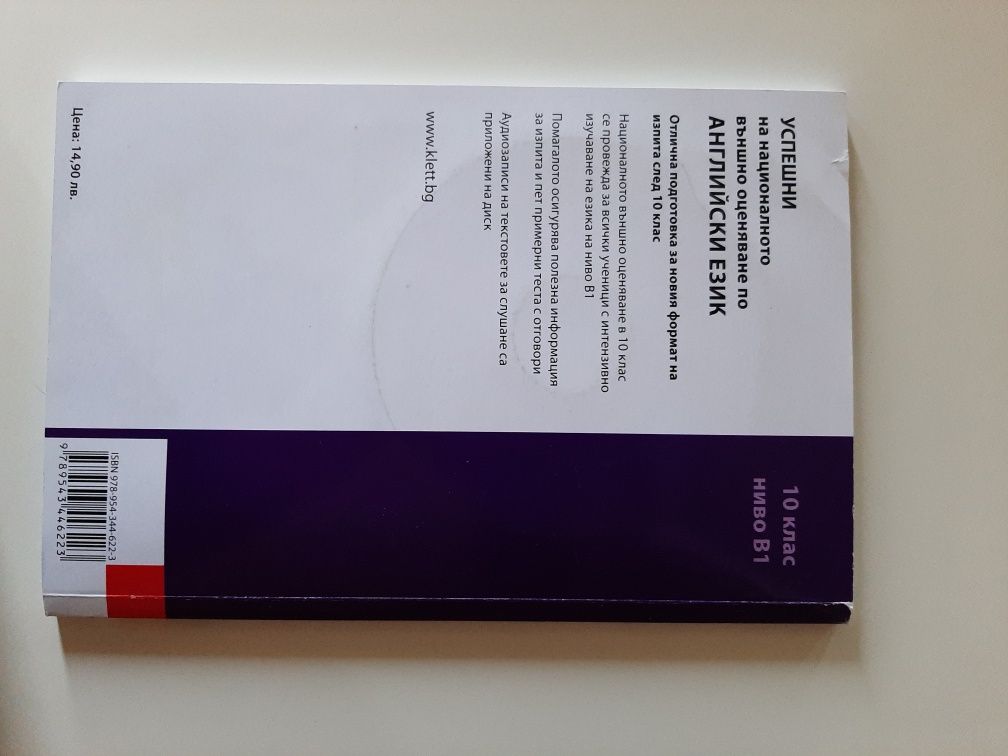 УСПЕШНИ
на националното
външно оценяване по
АНГЛИЙСКИ ЕЗИК
Отлична подготовка за новия формат на
изпита след 10 клас
Националното външно оценяване в 10 клас
се провежда за всички ученици с интензивно
изучаване на езика на ниво B1
Помагалото осигурява полезна информация
за изпита и пет примерни теста с отговори
Аудиозаписи на текстовете за слушане са
приложени на диск
www.klett.bg
Цена: 14,90 лв.
10 клас
ниво B1
ISBN 978-954-344-622-3
9 789543 446223